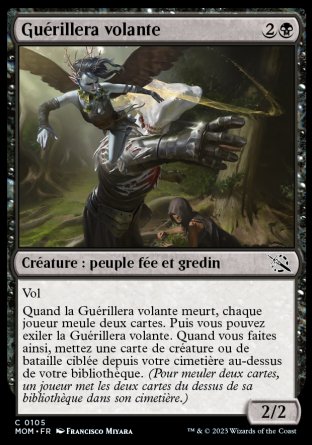 Guérillera volante 2
Créature : peuple fée et gredin
Vol
Quand la Guérillera volante meurt, chaque
joueur meule deux cartes. Puis vous pouvez
exiler la Guérillera volante. Quand vous faites
ainsi, mettez une carte de créature ou de
bataille ciblée depuis votre cimetière au-dessus
de votre bibliothèque. (Pour meuler deux cartes,
un joueur met les deux cartes du dessus de sa
bibliothèque dans son cimetière.)
2/2
C 0105
MOM • FR Francisco Miyara
™ & © 2023 Wizards of the Coast